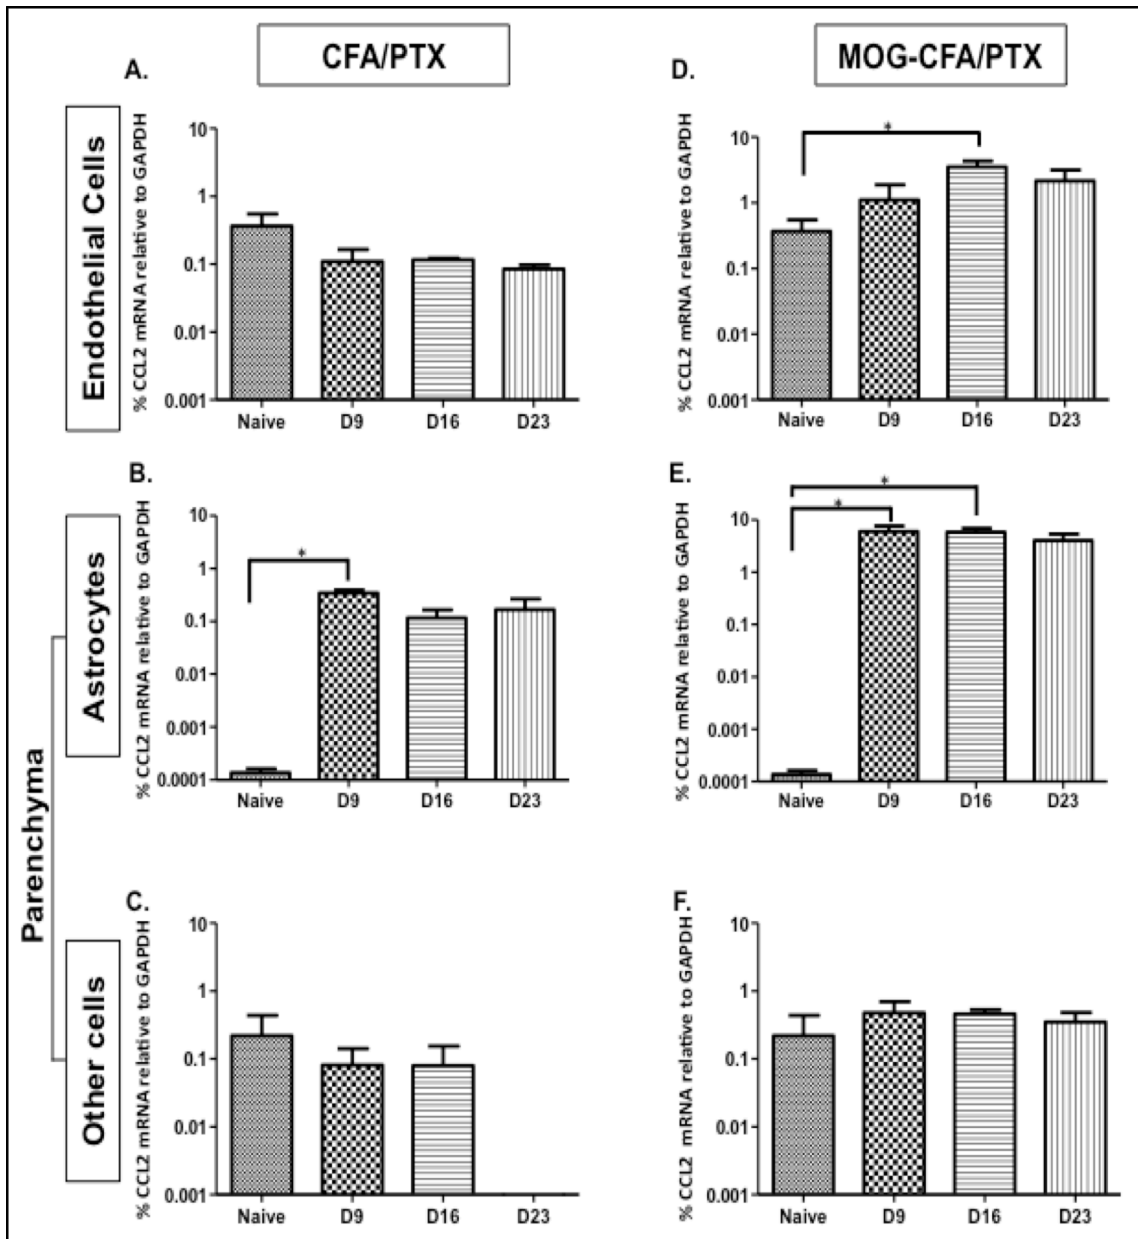 CFA/PTX
MOG-CFA/PTX
Endothelial Cells
Parenchyma
Astrocytes
Other cells
A.
% CCL2 mRNA relative to GAPDH
10
1
0.1
0.01
0.001
Naive D9 D16 D23
D.
% CCL2 mRNA relative to GAPDH
10
1
0.1
0.01
0.001
*
Naive D9 D16 D23
B.
% CCL2 mRNA relative to GAPDH
10
1
0.1
0.01
0.001
0.0001
*
Naive D9 D16 D23
E.
% CCL2 mRNA relative to GAPDH
10
1
0.1
0.01
0.001
0.0001
*
*
Naive D9 D16 D23
C.
% CCL2 mRNA relative to GAPDH
10
1
0.1
0.01
0.001
Naive D9 D16 D23
F.
% CCL2 mRNA relative to GAPDH
10
1
0.1
0.01
0.001
Naive D9 D16 D23